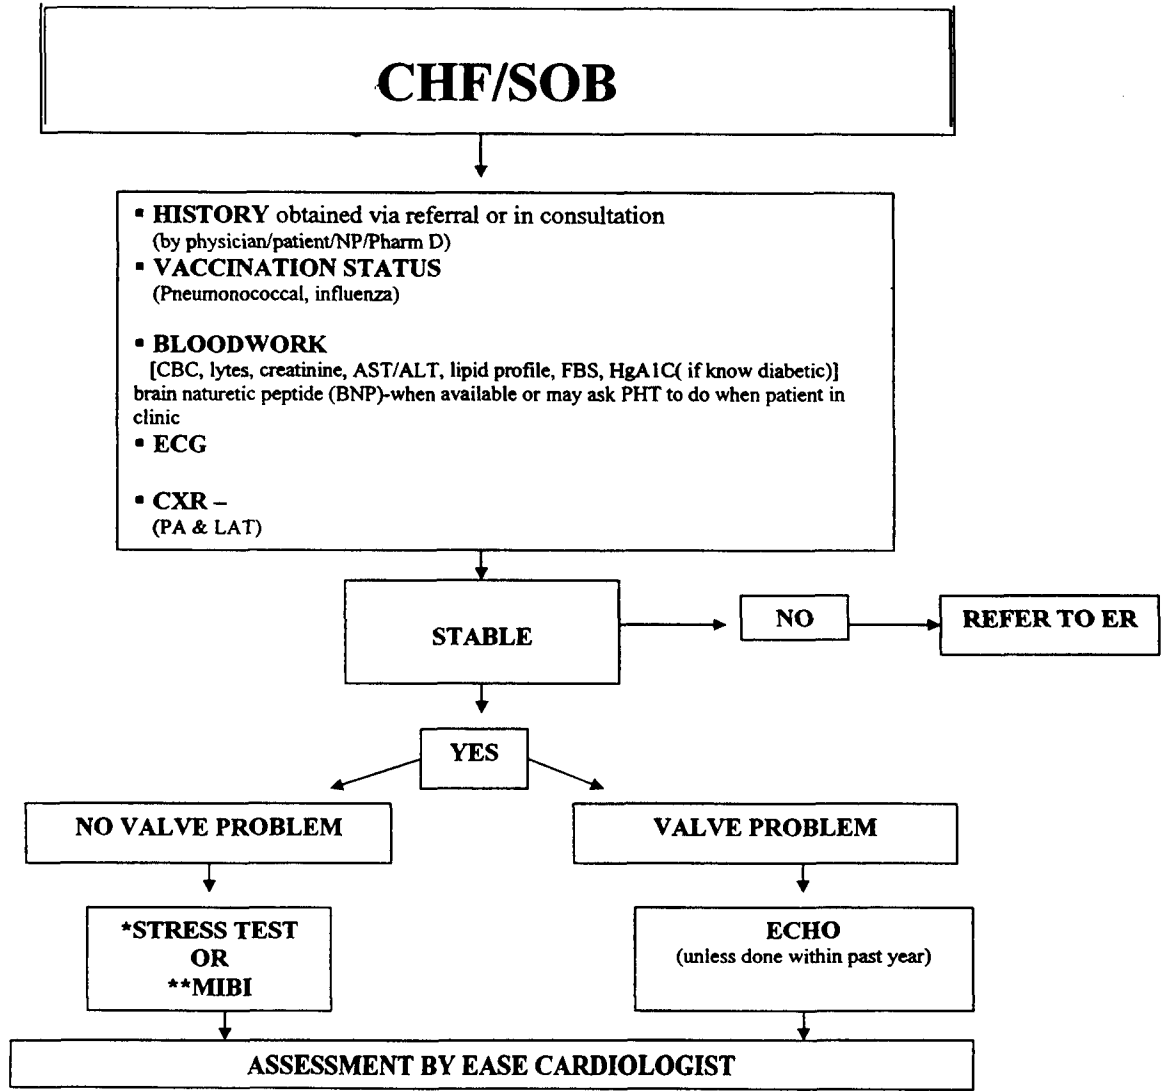 CHF/SOB
▪ HISTORY obtained via referral or in consultation
(by physician/patient/NP/Pharm D)
▪ VACCINATION STATUS
(Pneumonococcal, influenza)
▪ BLOODWORK
[CBC, lytes, creatinine, AST/ALT, lipid profile, FBS, HgA1C( if know diabetic)]
brain naturetic peptide (BNP)-when available or may ask PHT to do when patient in
clinic
▪ ECG
▪ CXR –
(PA & LAT)
STABLE
NO
REFER TO ER
YES
NO VALVE PROBLEM
VALVE PROBLEM
*STRESS TEST
OR
**MIBI
ECHO
(unless done within past year)
ASSESSMENT BY EASE CARDIOLOGIST